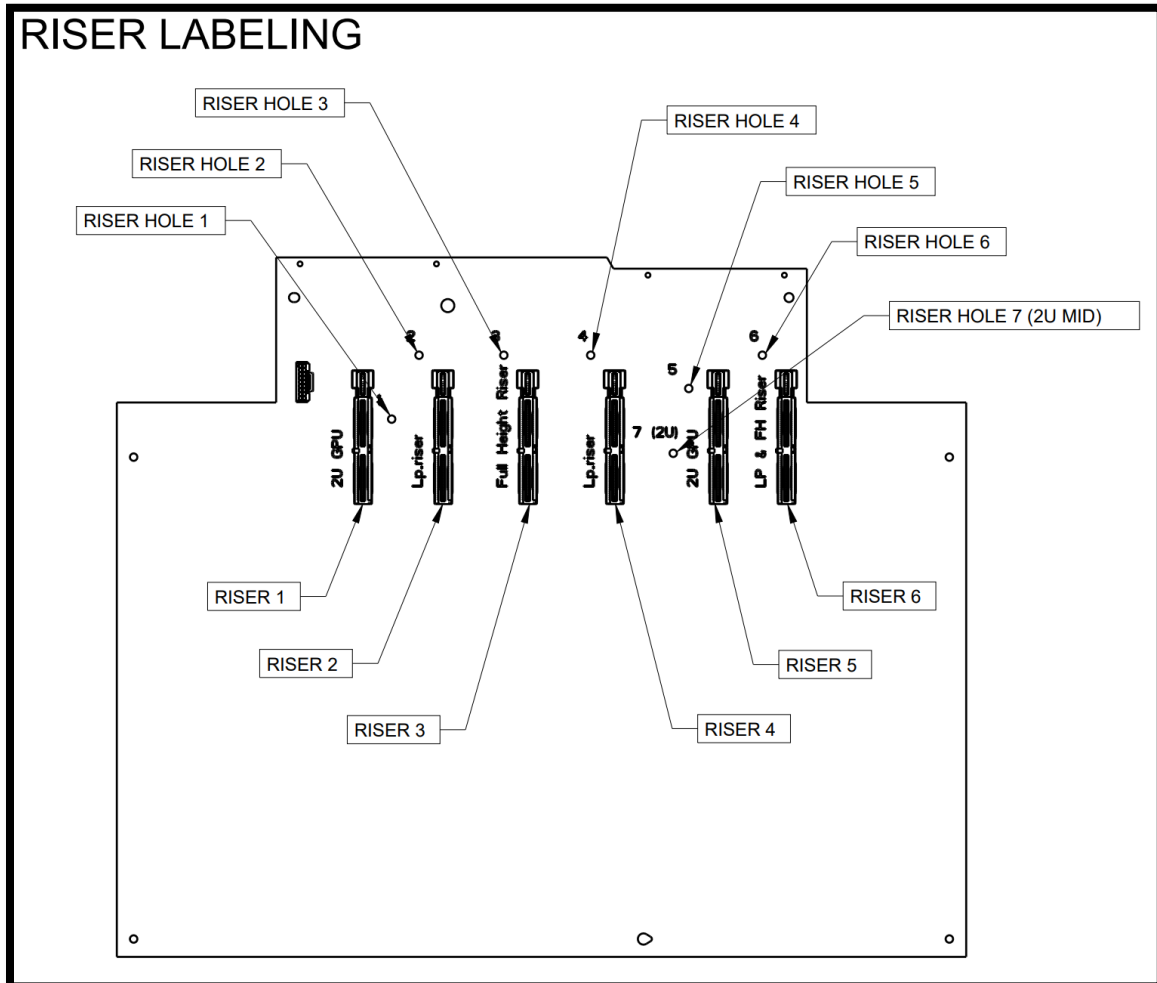 RISER LABELING
RISER HOLE 3
RISER HOLE 4
RISER HOLE 2
RISER HOLE 5
RISER HOLE 1
RISER HOLE 6
RISER HOLE 7 (2U MID)
2
3
4
6
5
7 (2U)
2U GPU
Lp.riser
Full Height Riser
Lp.riser
2U GPU
LP & FH Riser
RISER 1
RISER 6
RISER 2
RISER 5
RISER 3
RISER 4